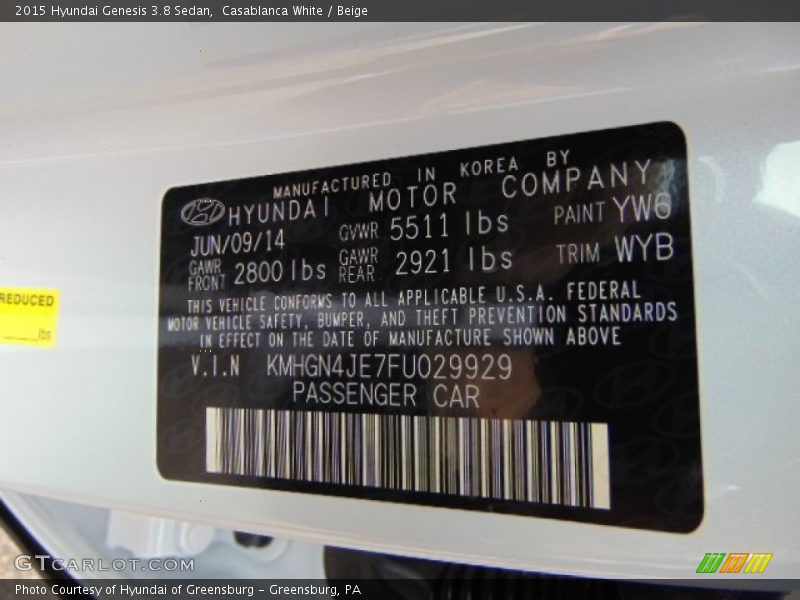 2015 Hyundai Genesis 3.8 Sedan, Casablanca White / Beige
MANUFACTURED IN KOREA BY
HYUNDAI MOTOR COMPANY
JUN/09/14 GVWR 5511 lbs PAINT YW6
GAWR FRONT 2800 lbs GAWR REAR 2921 lbs TRIM WYB
THIS VEHICLE CONFORMS TO ALL APPLICABLE U.S.A. FEDERAL
MOTOR VEHICLE SAFETY, BUMPER, AND THEFT PREVENTION STANDARDS
IN EFFECT ON THE DATE OF MANUFACTURE SHOWN ABOVE
V.I.N KMHGN4JE7FU029929
PASSENGER CAR
REDUCED
lbs
GTCARLOT.COM
Photo Courtesy of Hyundai of Greensburg - Greensburg, PA